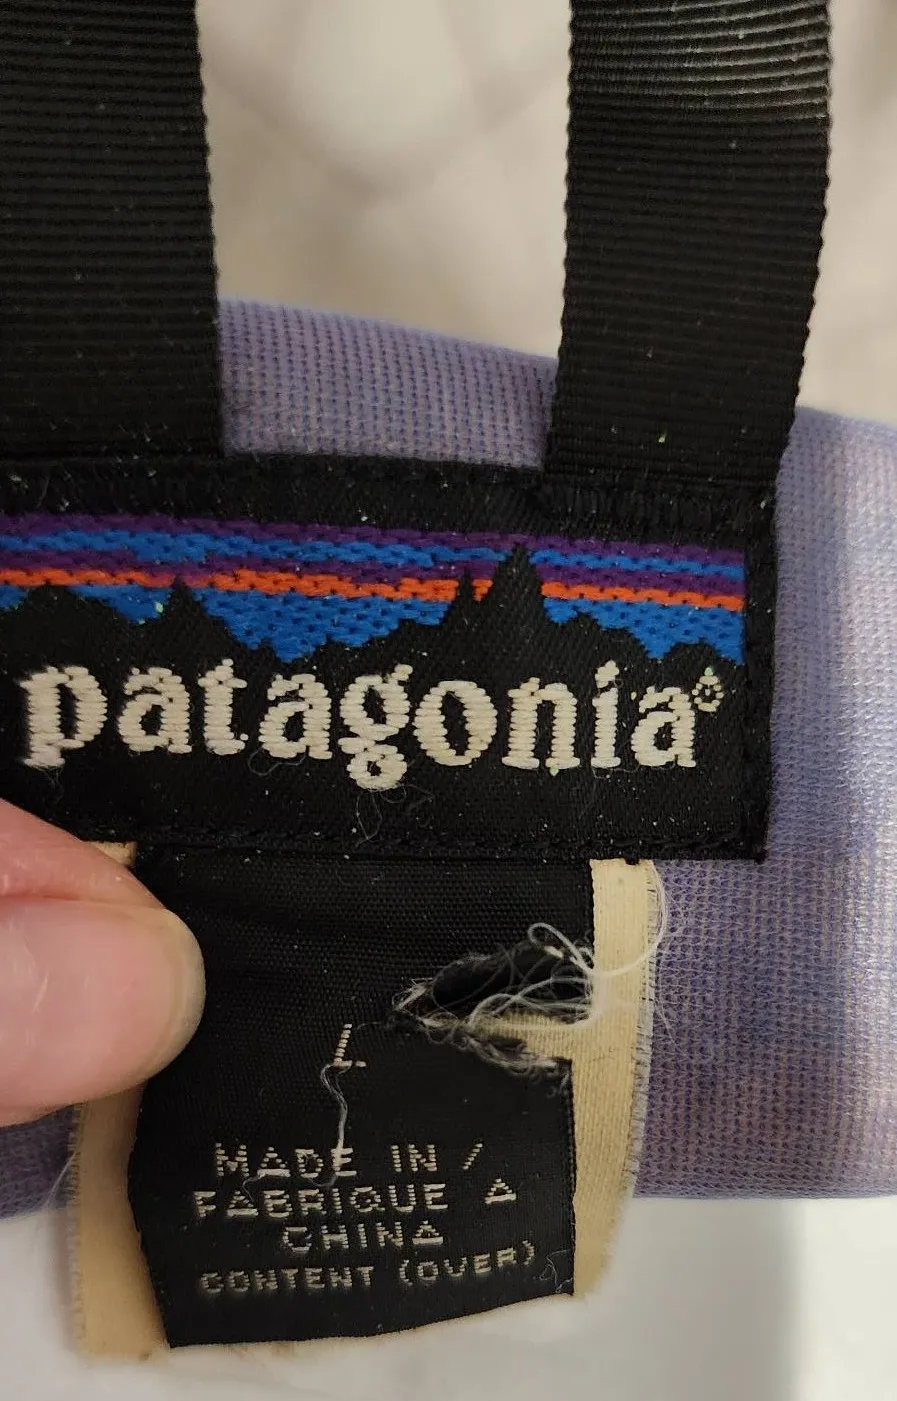 patagonia®
L
MADE IN /
FABRIQUE A
CHINA
CONTENT (OVER)